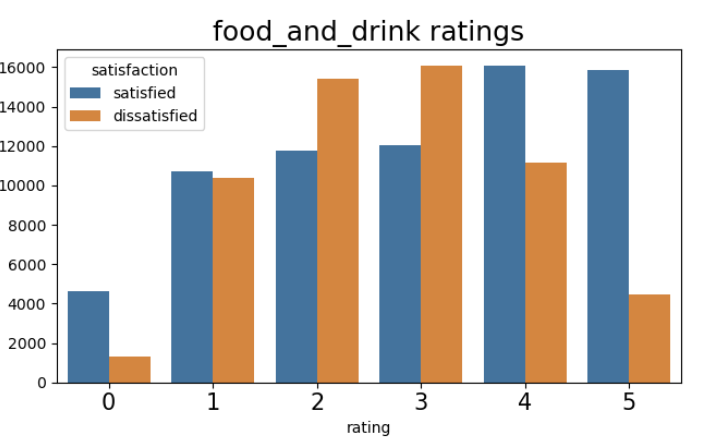 food_and_drink ratings
satisfaction
satisfied
dissatisfied
16000
14000
12000
10000
8000
6000
4000
2000
0
0 1 2 3 4 5
rating